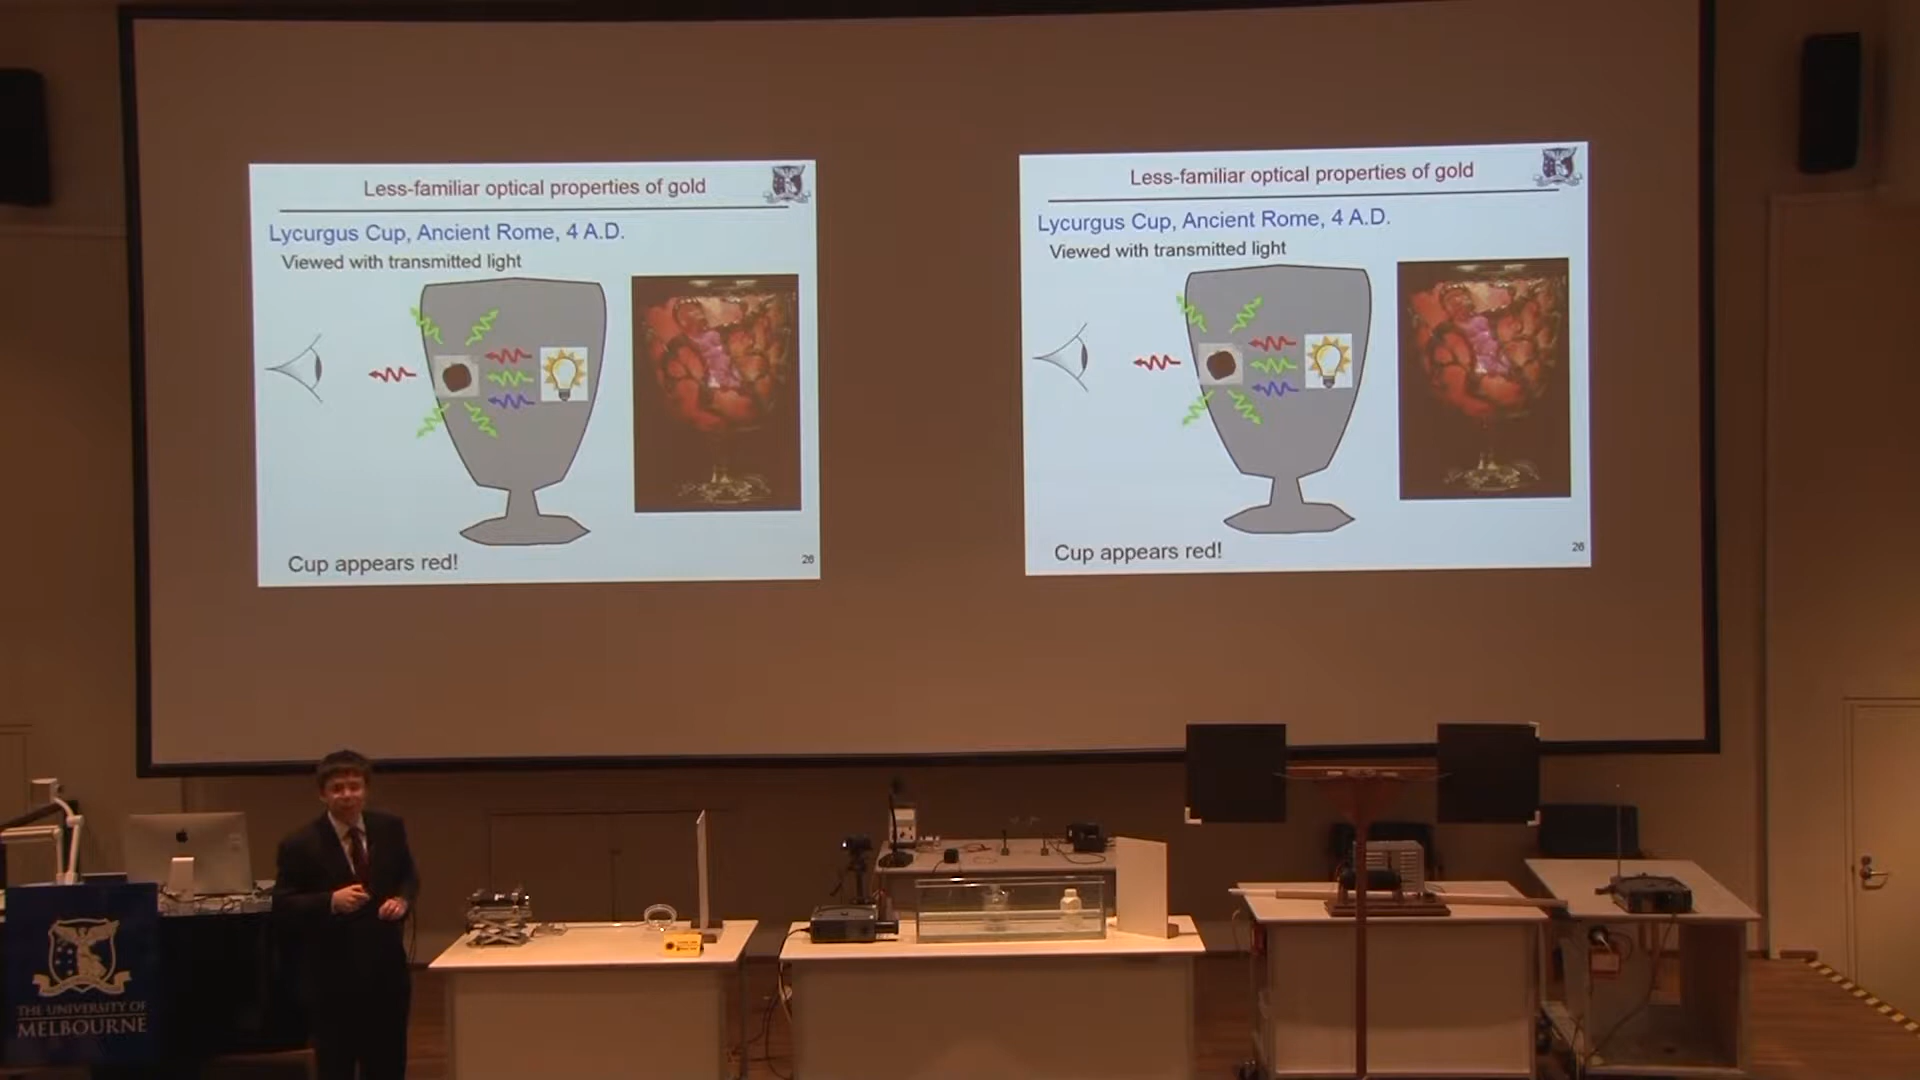 Less-familiar optical properties of gold
Lycurgus Cup, Ancient Rome, 4 A.D.
Viewed with transmitted light
Cup appears red!
26
Less-familiar optical properties of gold
Lycurgus Cup, Ancient Rome, 4 A.D.
Viewed with transmitted light
Cup appears red!
26
THE UNIVERSITY OF
MELBOURNE